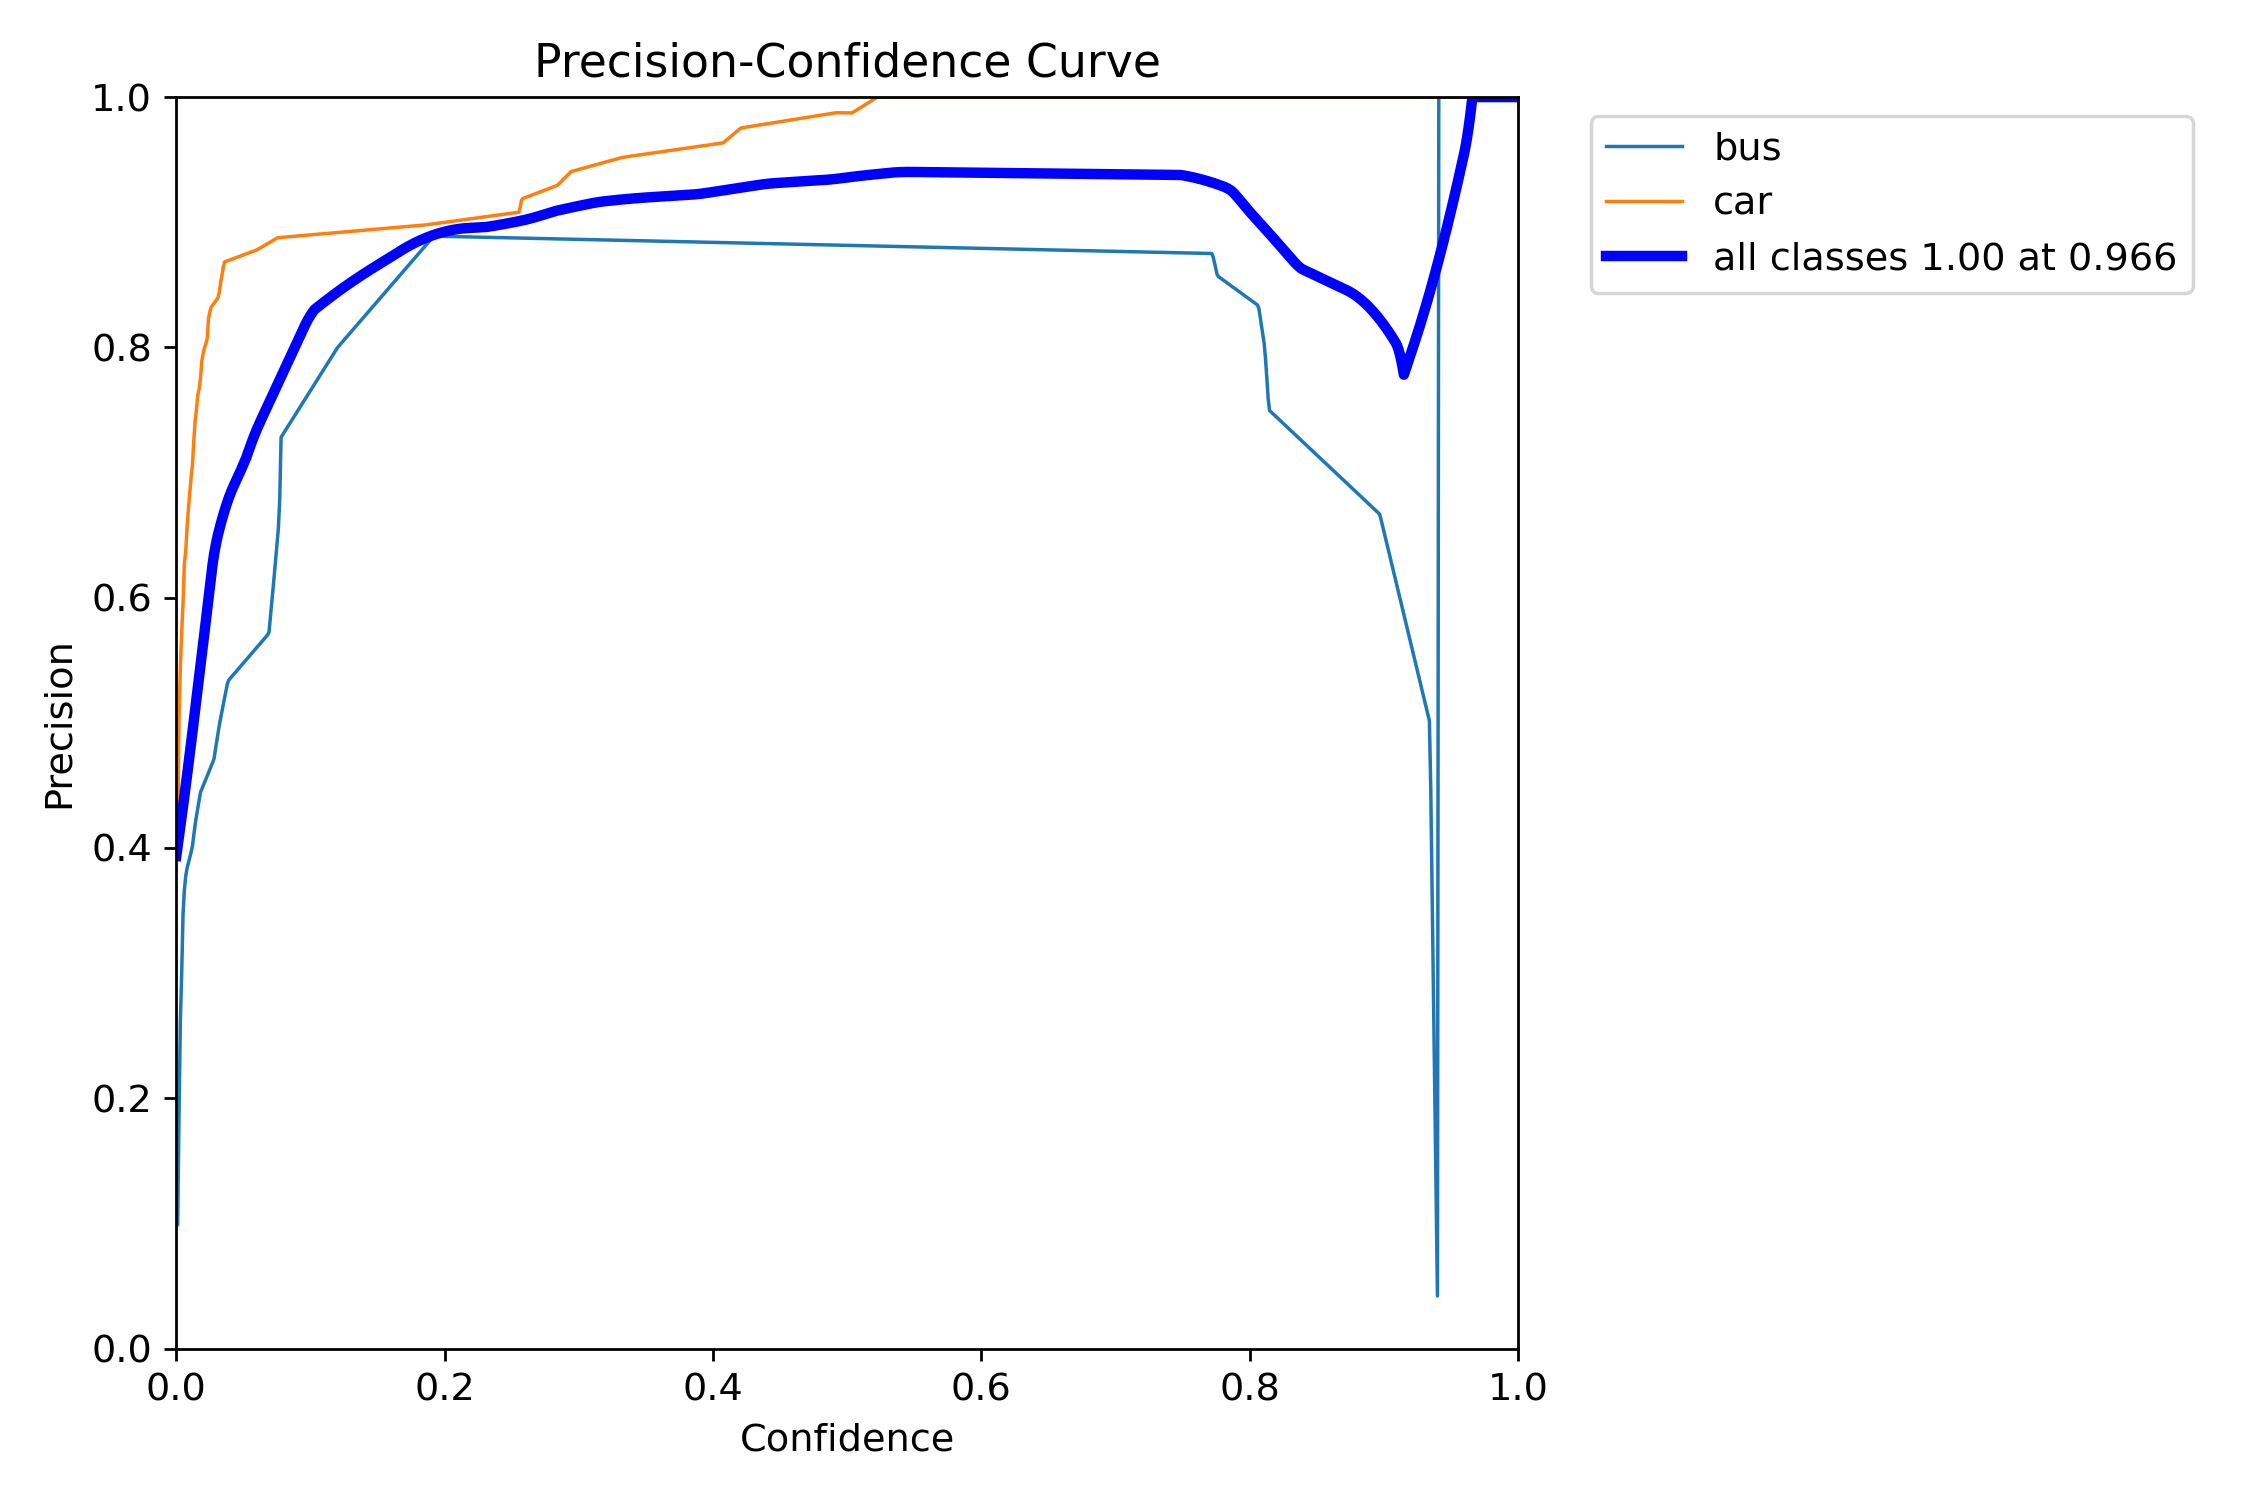 Precision-Confidence Curve
1.0
0.8
0.6
0.4
0.2
0.0
Precision
0.0 0.2 0.4 0.6 0.8 1.0
Confidence
bus
car
all classes 1.00 at 0.966